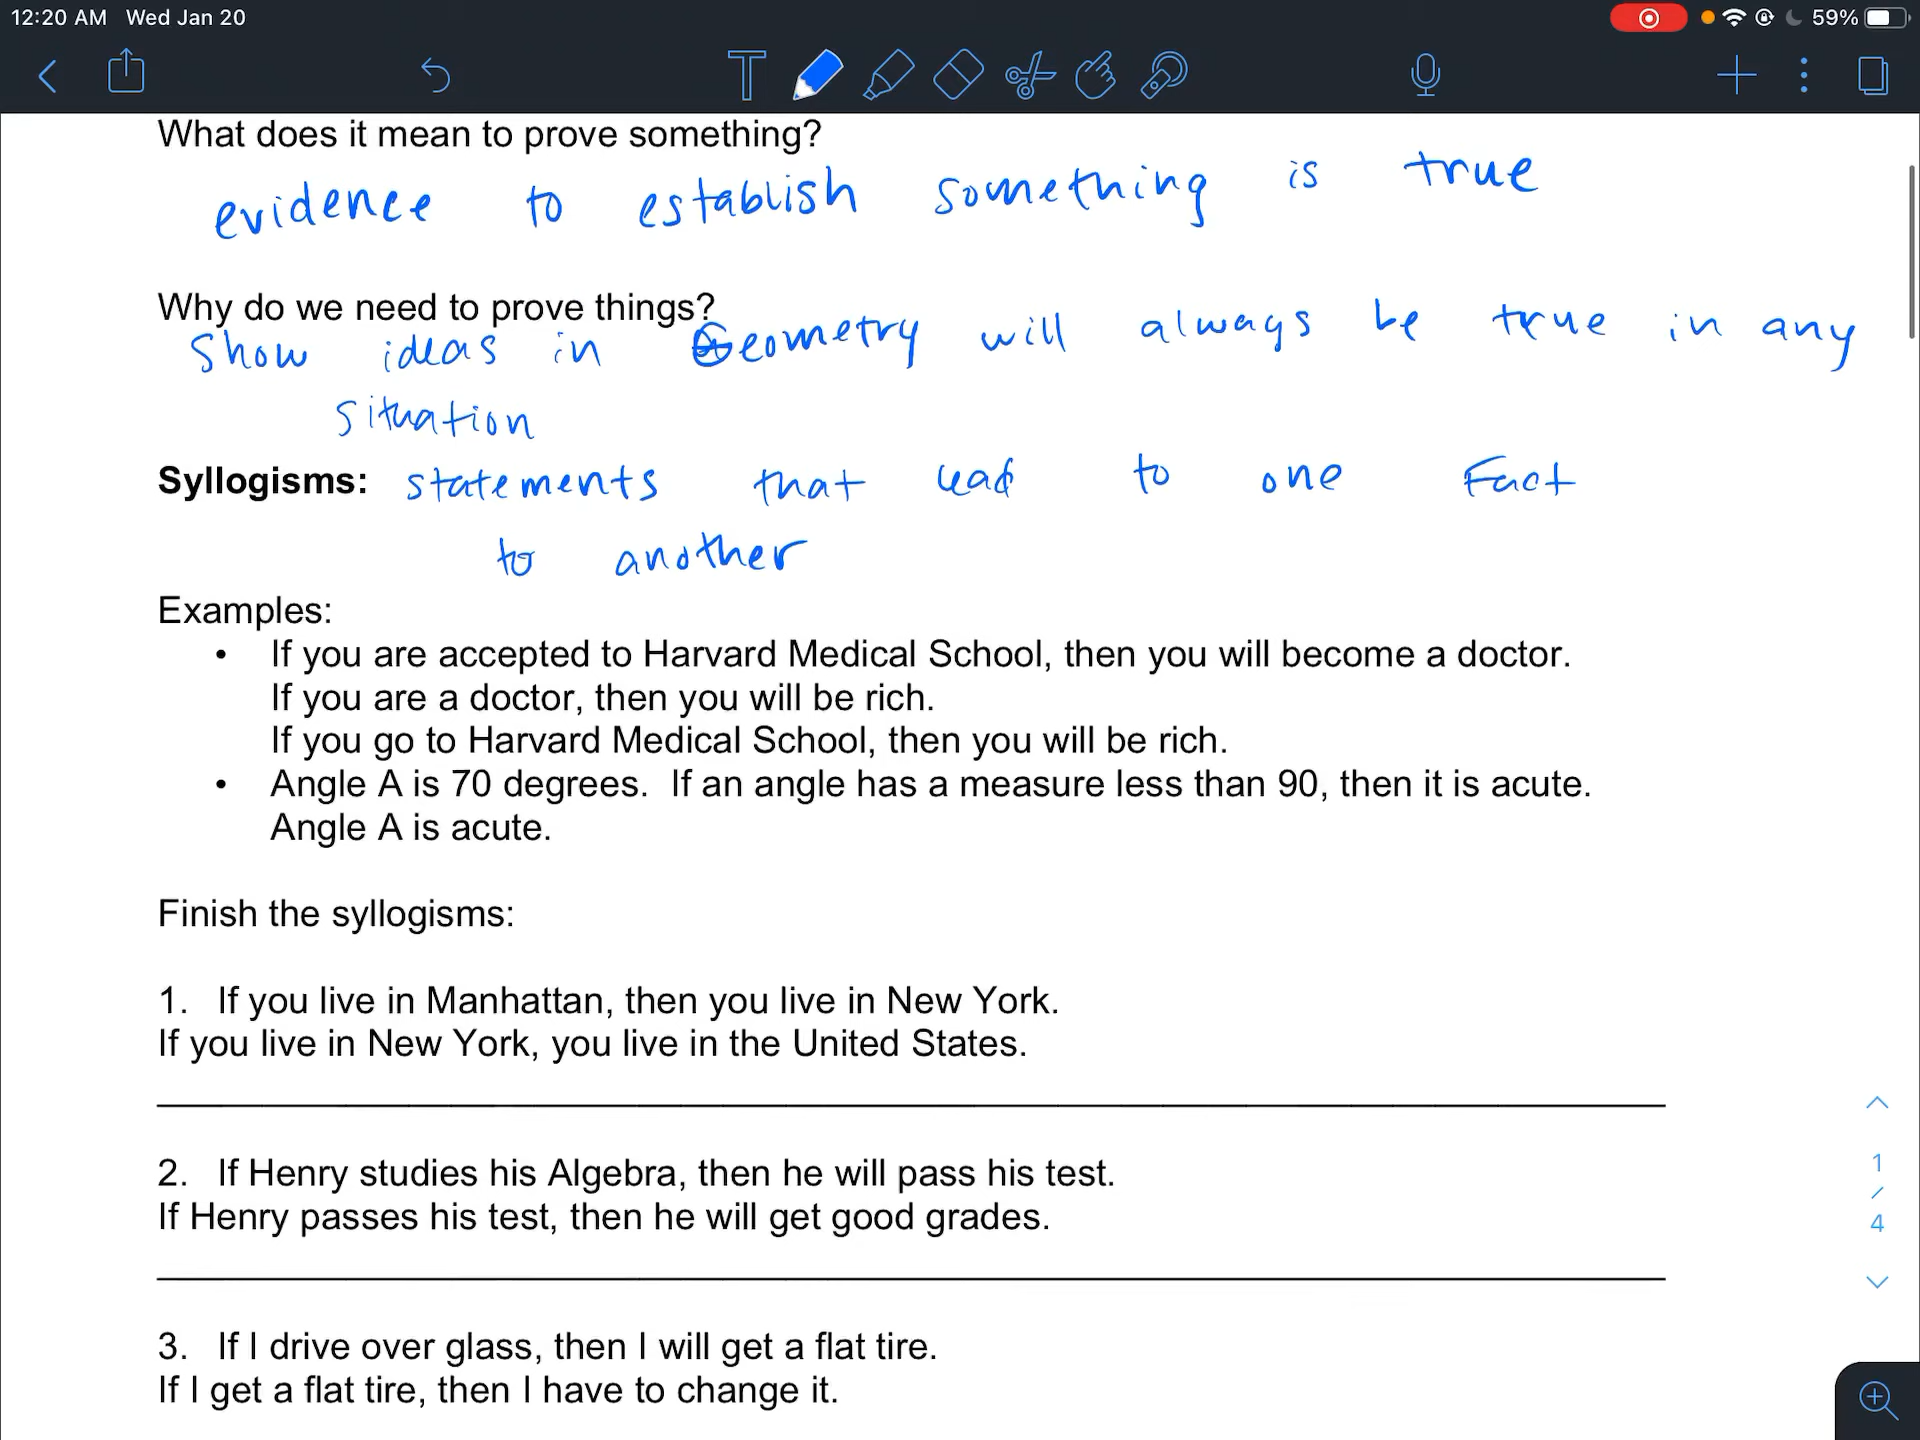 12:20 AM Wed Jan 20
59%
What does it mean to prove something?
evidence to establish something is true
Why do we need to prove things?
Show ideas in Geometry will always be true in any
situation
Syllogisms: statements that lead to one Fact
to another
Examples:
• If you are accepted to Harvard Medical School, then you will become a doctor.
If you are a doctor, then you will be rich.
If you go to Harvard Medical School, then you will be rich.
• Angle A is 70 degrees. If an angle has a measure less than 90, then it is acute.
Angle A is acute.
Finish the syllogisms:
1. If you live in Manhattan, then you live in New York.
If you live in New York, you live in the United States.
2. If Henry studies his Algebra, then he will pass his test.
If Henry passes his test, then he will get good grades.
3. If I drive over glass, then I will get a flat tire.
If I get a flat tire, then I have to change it.
1
/
4